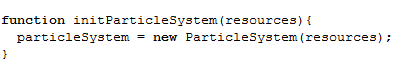 function initParticleSystem(resources){
  particleSystem = new ParticleSystem(resources);
}